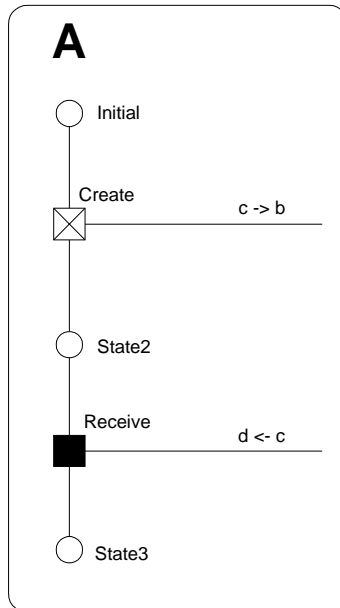 A
Initial
Create
c -> b
State2
Receive
d <- c
State3